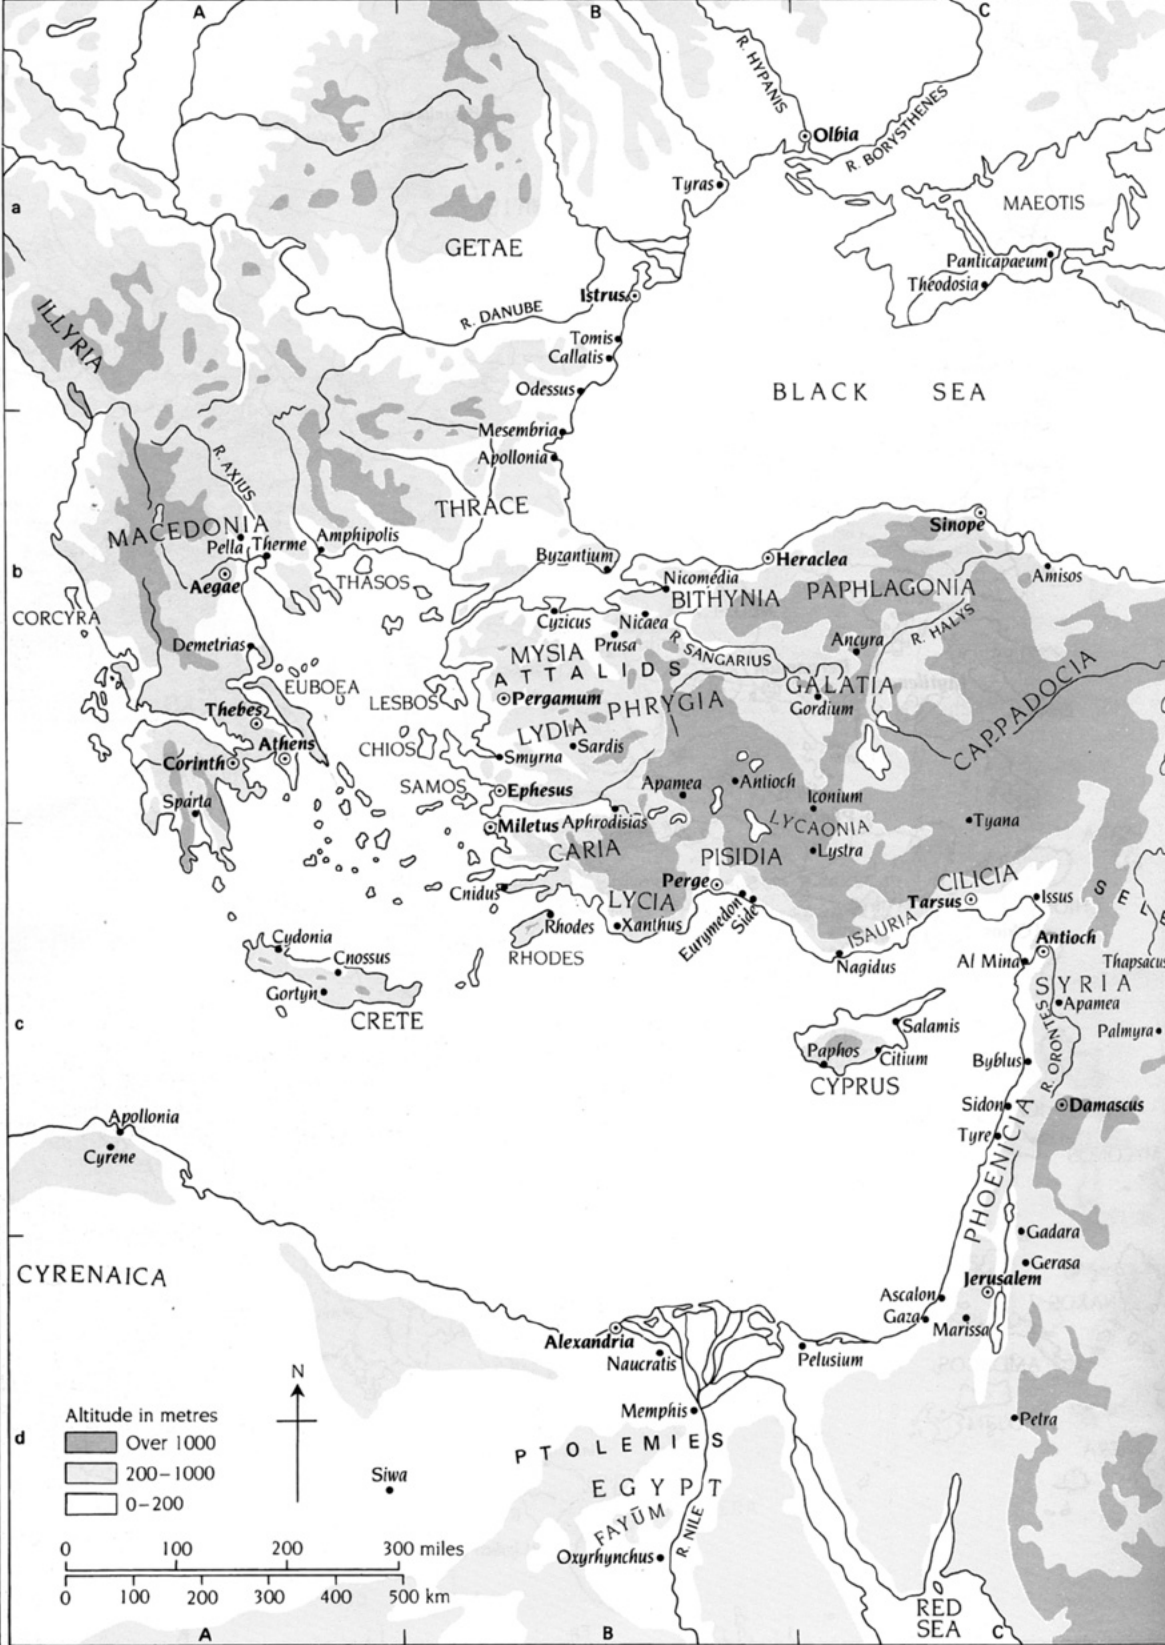 A
B
C
R. HYPANIS
Olbia
R. BORYSTHENES
Tyras
MAEOTIS
a
GETAE
Panticapaeum
Theodosia
Istrus
R. DANUBE
ILLYRIA
Tomis
Callatis
Odessus
BLACK SEA
Mesembria
Apollonia
R. AXIUS
THRACE
MACEDONIA
Sinope
Pella
Therme
Amphipolis
Byzantium
Heraclea
b
Aegae
THASOS
Nicomedia
BITHYNIA
PAPHLAGONIA
Amisos
CORCYRA
Cyzicus
Nicaea
Prusa
R. SANGARIUS
Ancyra
R. HALYS
Demetrias
MYSIA
ATTALIDS
EUBOEA
LESBOS
Pergamum
PHRYGIA
GALATIA
Gordium
CAPPADOCIA
Thebes
Athens
CHIOS
LYDIA
Sardis
Smyrna
Corinth
SAMOS
Ephesus
Apamea
Antioch
Iconium
Sparta
Miletus
Aphrodisias
LYCAONIA
Tyana
CARIA
PISIDIA
Lystra
Cnidus
LYCIA
Perge
CILICIA
Tarsus
Issus
SELE
Rhodes
Xanthus
Eurymedon
Side
ISAURIA
Cydonia
RHODES
Nagidus
Antioch
Al Mina
Thapsacus
Cnossus
Gortyn
SYRIA
Apamea
c
CRETE
Salamis
R. ORONTES
Palmyra
Paphos
Citium
CYPRUS
Byblus
Sidon
Damascus
Apollonia
Tyre
Cyrene
PHOENICIA
Gadara
CYRENAICA
Gerasa
Jerusalem
Ascalon
Gaza
Marissa
Alexandria
Naucratis
Pelusium
N
Altitude in metres
Over 1000
200–1000
0–200
Memphis
Petra
d
PTOLEMIES
Siwa
EGYPT
FAYŪM
R. NILE
Oxyrhynchus
0 100 200 300 miles
0 100 200 300 400 500 km
RED
SEA
A
B
C